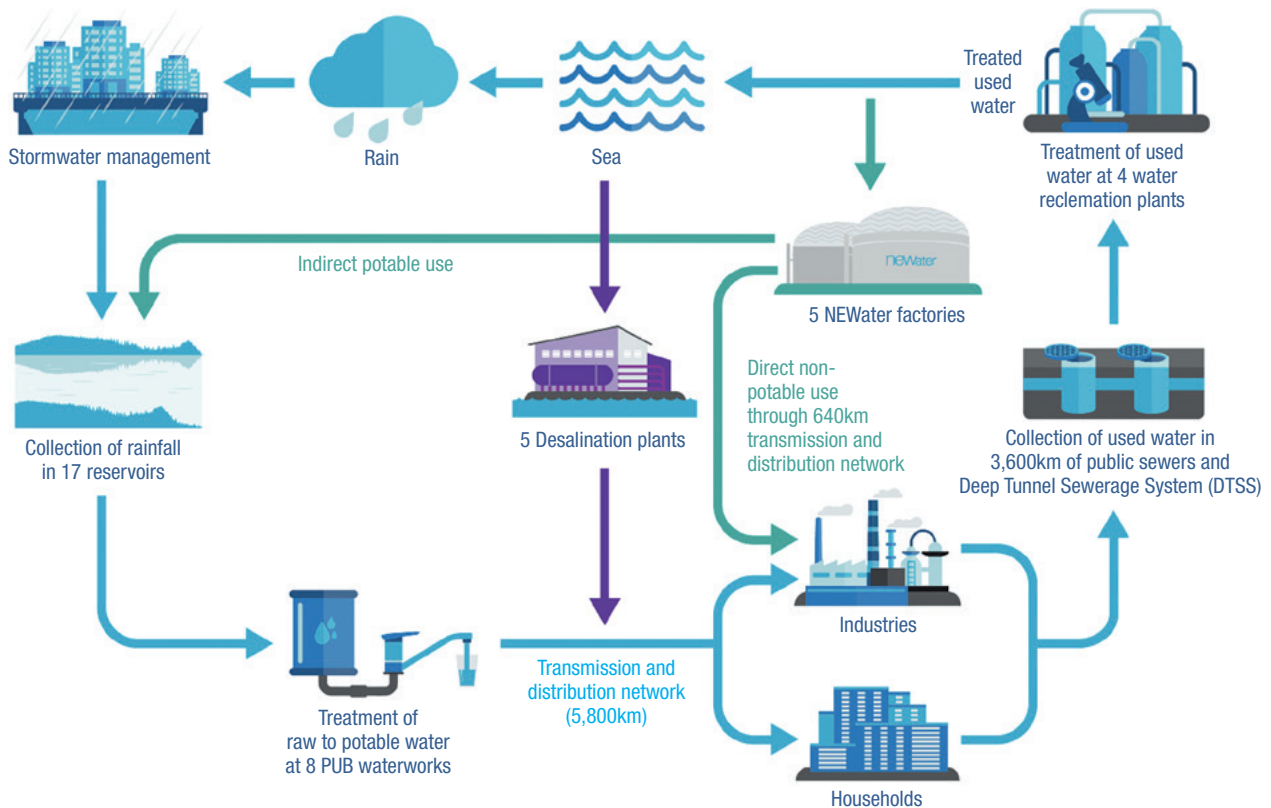 Treated
used
water
Stormwater management
Rain
Sea
Treatment of used
water at 4 water
reclemation plants
Indirect potable use
neWater
5 NEWater factories
Collection of rainfall
in 17 reservoirs
5 Desalination plants
Direct non-
potable use
through 640km
transmission and
distribution network
Collection of used water in
3,600km of public sewers and
Deep Tunnel Sewerage System (DTSS)
Industries
Treatment of
raw to potable water
at 8 PUB waterworks
Transmission and
distribution network
(5,800km)
Households